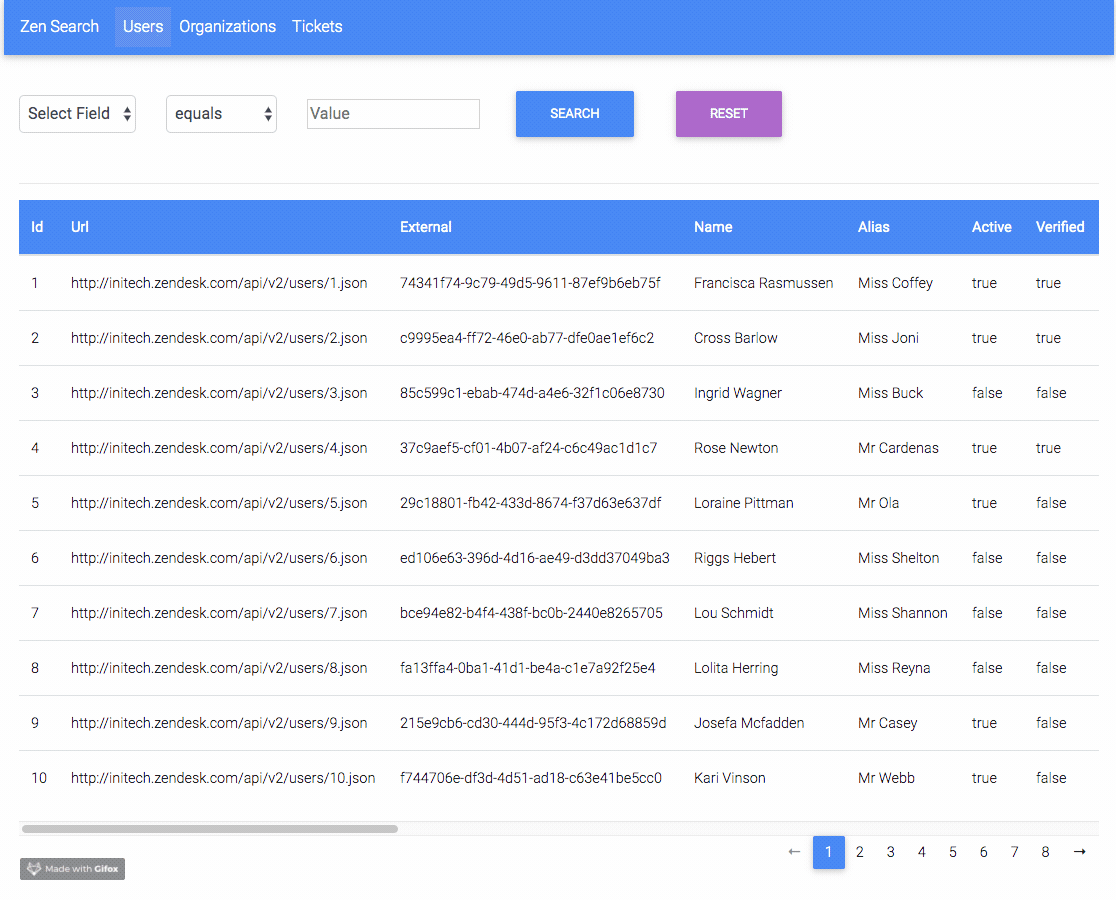 Zen Search Users Organizations Tickets
Select Field equals Value SEARCH RESET
Id Url External Name Alias Active Verified
1 http://initech.zendesk.com/api/v2/users/1.json 74341f74-9c79-49d5-9611-87ef9b6eb75f Francisca Rasmussen Miss Coffey true true
2 http://initech.zendesk.com/api/v2/users/2.json c9995ea4-ff72-46e0-ab77-dfe0ae1ef6c2 Cross Barlow Miss Joni true true
3 http://initech.zendesk.com/api/v2/users/3.json 85c599c1-ebab-474d-a4e6-32f1c06e8730 Ingrid Wagner Miss Buck false false
4 http://initech.zendesk.com/api/v2/users/4.json 37c9aef5-cf01-4b07-af24-c6c49ac1d1c7 Rose Newton Mr Cardenas true true
5 http://initech.zendesk.com/api/v2/users/5.json 29c18801-fb42-433d-8674-f37d63e637df Loraine Pittman Mr Ola true false
6 http://initech.zendesk.com/api/v2/users/6.json ed106e63-396d-4d16-ae49-d3dd37049ba3 Riggs Hebert Miss Shelton false false
7 http://initech.zendesk.com/api/v2/users/7.json bce94e82-b4f4-438f-bc0b-2440e8265705 Lou Schmidt Miss Shannon false false
8 http://initech.zendesk.com/api/v2/users/8.json fa13ffa4-0ba1-41d1-be4a-c1e7a92f25e4 Lolita Herring Miss Reyna false false
9 http://initech.zendesk.com/api/v2/users/9.json 215e9cb6-cd30-444d-95f3-4c172d68859d Josefa Mcfadden Mr Casey true false
10 http://initech.zendesk.com/api/v2/users/10.json f744706e-df3d-4d51-ad18-c63e41be5cc0 Kari Vinson Mr Webb true false
← 1 2 3 4 5 6 7 8 →
Made with Gifox